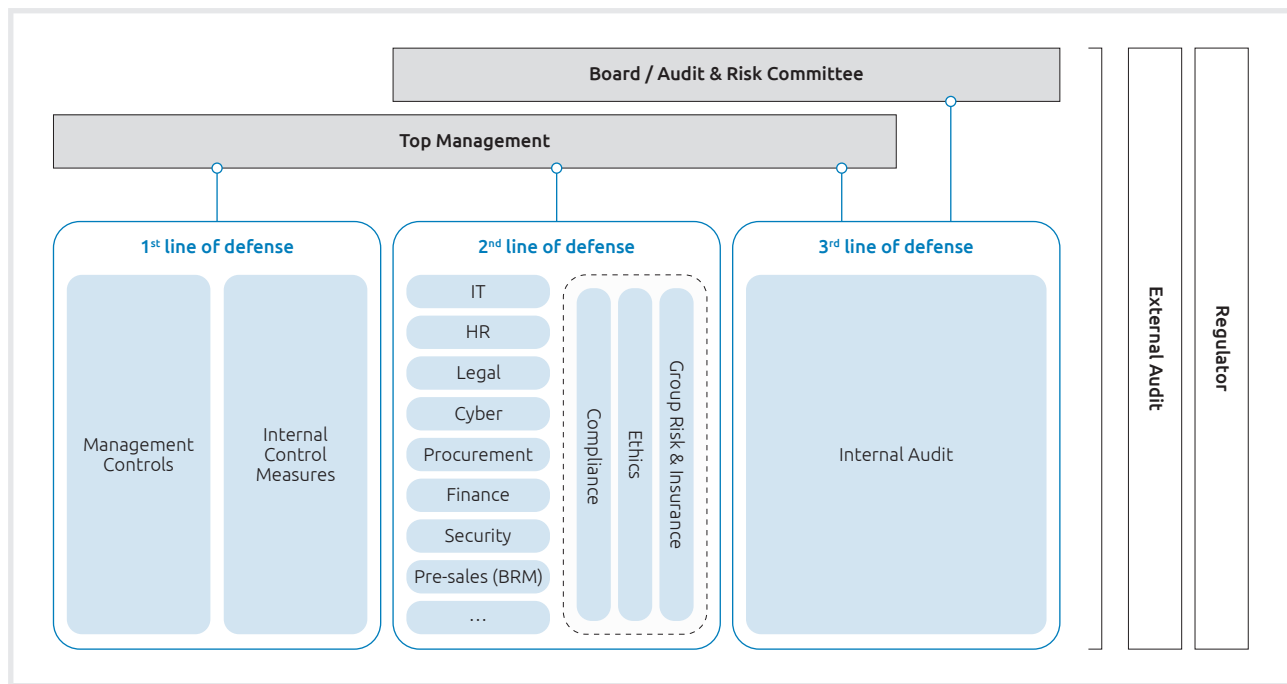 Board / Audit & Risk Committee
Top Management
1st line of defense
Management
Controls
Internal
Control
Measures
2nd line of defense
IT
HR
Legal
Cyber
Procurement
Finance
Security
Pre-sales (BRM)
...
Compliance
Ethics
Group Risk & Insurance
3rd line of defense
Internal Audit
External Audit
Regulator